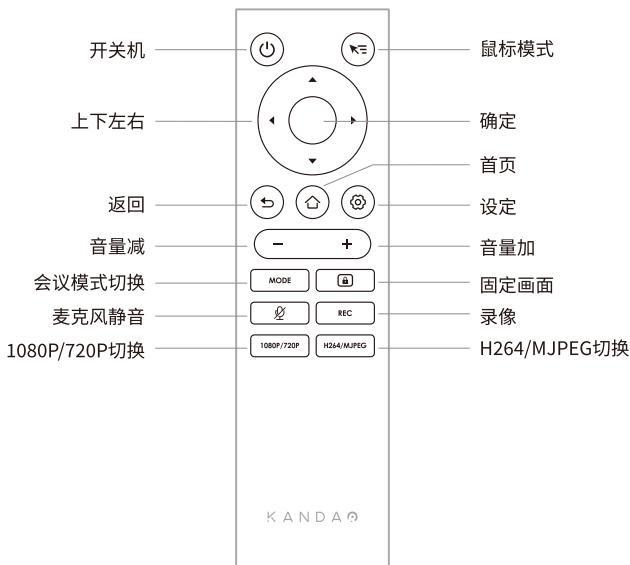 开关机
鼠标模式
上下左右
确定
首页
返回
设定
音量减
音量加
会议模式切换
MODE
固定画面
麦克风静音
REC
录像
1080P/720P切换
1080P/720P
H264/MJPEG
H264/MJPEG切换
KANDAO